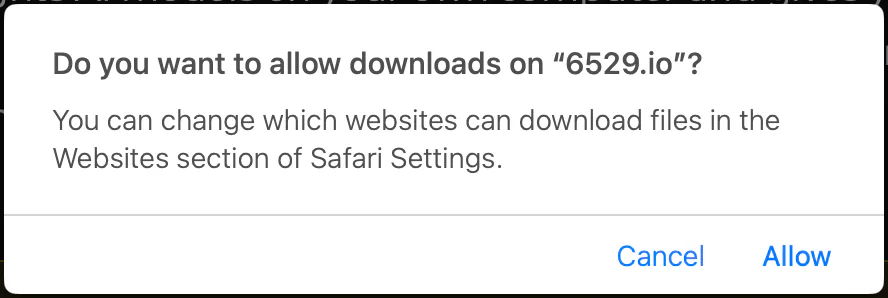 Do you want to allow downloads on “6529.io”?
You can change which websites can download files in the
Websites section of Safari Settings.
Cancel Allow